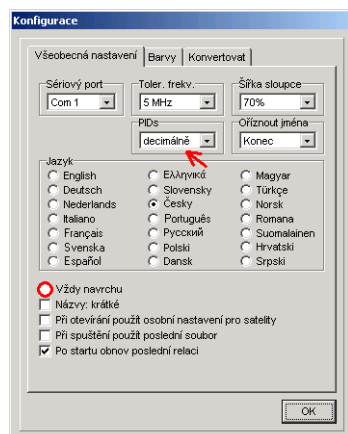 Konfigurace
Všeobecná nastavení Barvy Konvertovat
Sériový port Toler. frekv. Šířka sloupce
Com 1 5 MHz 70%
PIDs Oříznout jména
decimálně Konec
Jazyk
English Ελληνικά Magyar
Deutsch Slovensky Türkçe
Nederlands Česky Norsk
Italiano Português Romana
Français Русский Suomalainen
Svenska Polski Hrvatski
Español Dansk Srpski
Vždy navrchu
Názvy: krátké
Při otevírání použít osobní nastavení pro satelity
Při spuštění použít poslední soubor
Po startu obnov poslední relaci
OK